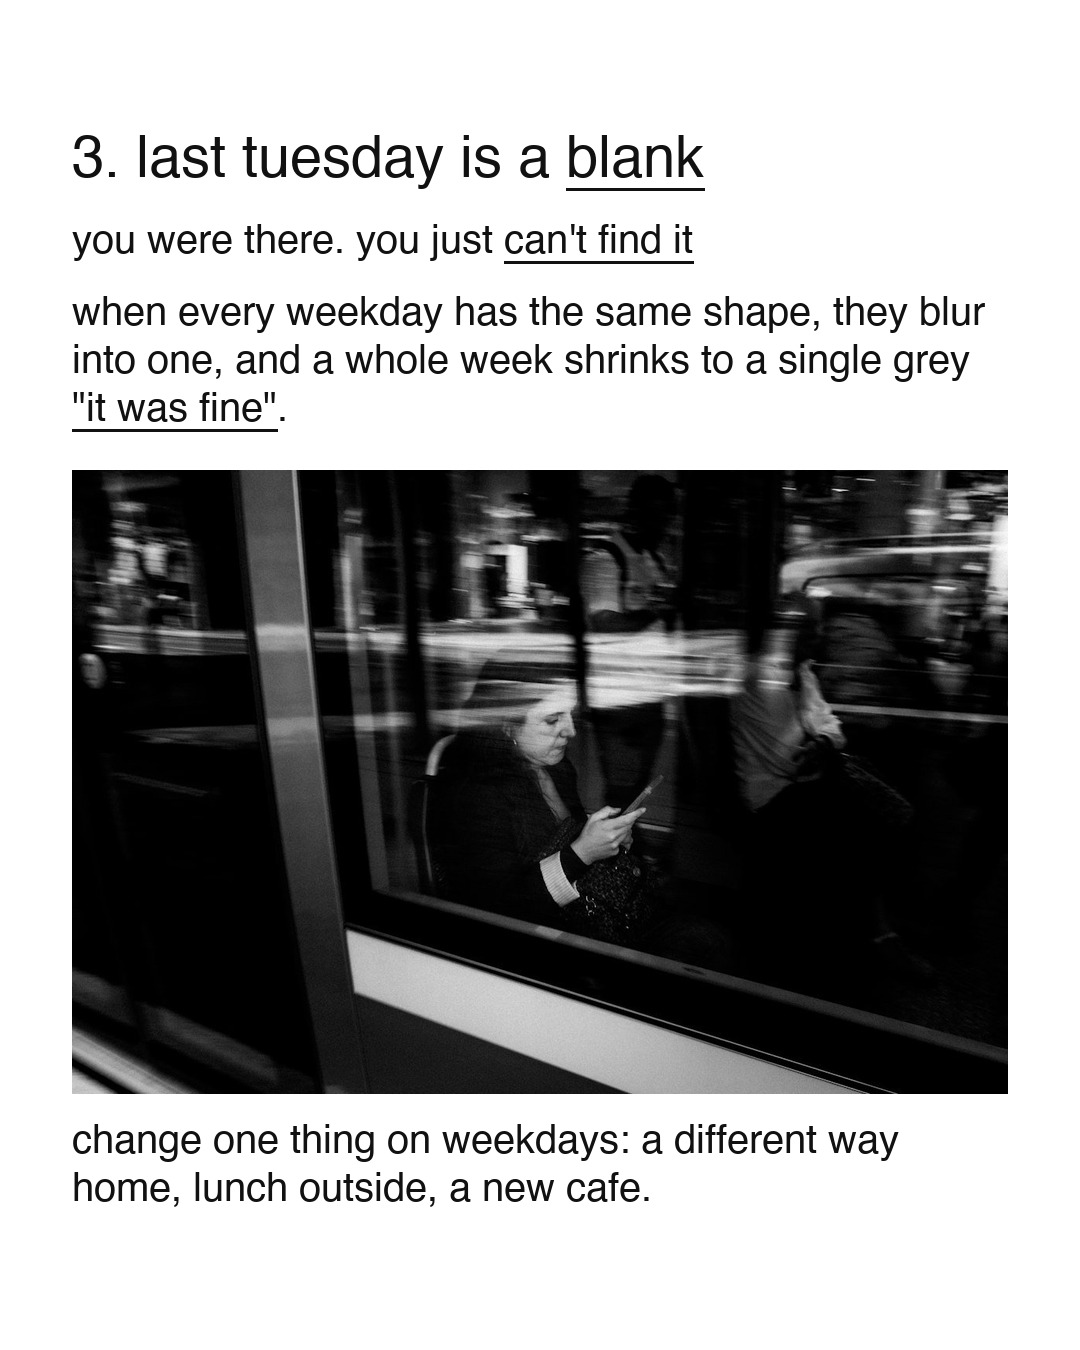 3. last tuesday is a blank
you were there. you just can't find it
when every weekday has the same shape, they blur
into one, and a whole week shrinks to a single grey
"it was fine".
change one thing on weekdays: a different way
home, lunch outside, a new cafe.